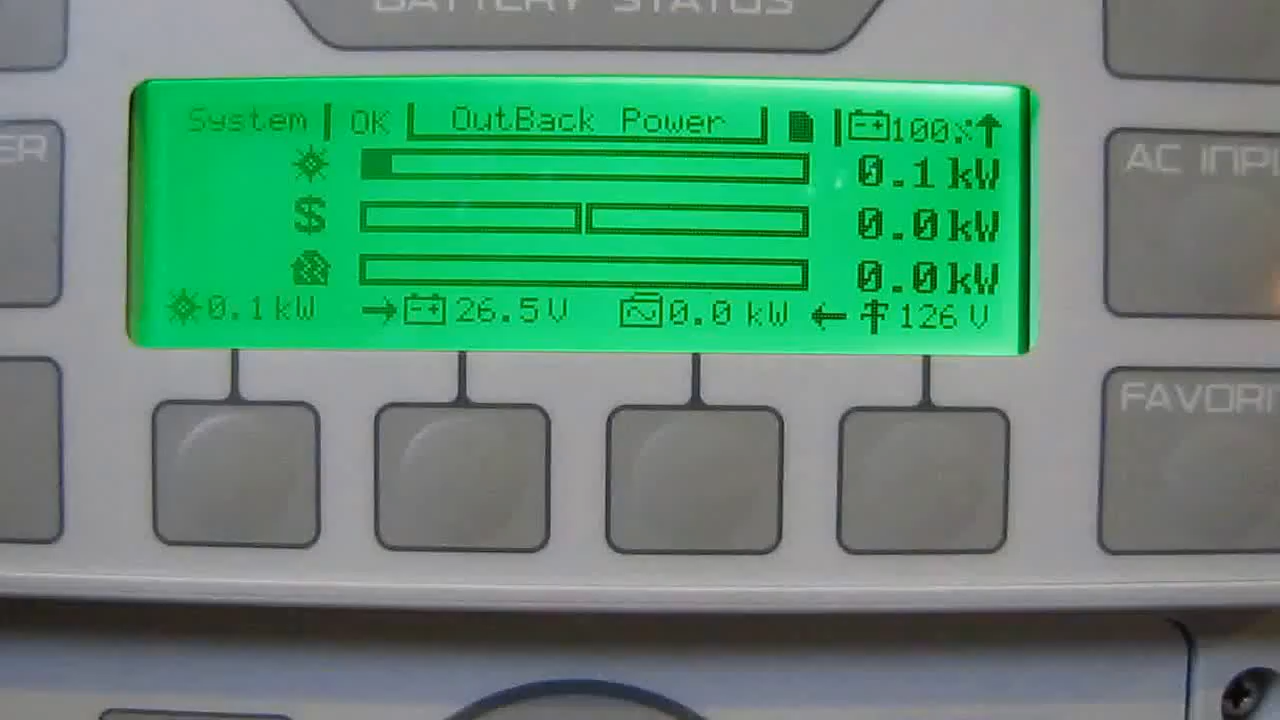 BATTERY STATUS
System | OK OutBack Power 100%
0.1 kW
$ 0.0 kW
0.0 kW
0.1 kW 26.5 V 0.0 kW 126 V
ER
AC INP
FAVORI